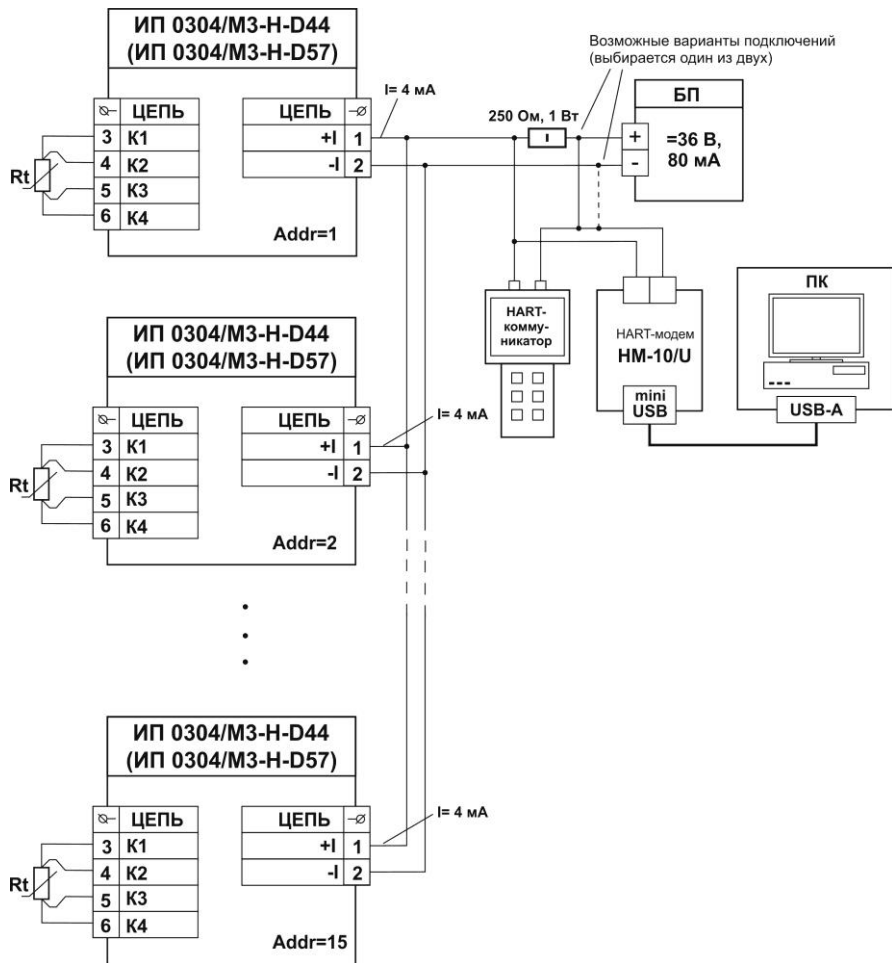 ИП 0304/М3-Н-D44
(ИП 0304/М3-Н-D57)
ЦЕПЬ
3 К1
4 К2
5 К3
6 К4
Rt
ЦЕПЬ
+I 1
-I 2
Addr=1
I= 4 мА
250 Ом, 1 Вт
Возможные варианты подключений
(выбирается один из двух)
БП
+
-
=36 В,
80 мА
HART-
комму-
никатор
HART-модем
НМ-10/U
mini
USB
ПК
USB-A
ИП 0304/М3-Н-D44
(ИП 0304/М3-Н-D57)
ЦЕПЬ
3 К1
4 К2
5 К3
6 К4
Rt
ЦЕПЬ
+I 1
-I 2
Addr=2
I= 4 мА
ИП 0304/М3-Н-D44
(ИП 0304/М3-Н-D57)
ЦЕПЬ
3 К1
4 К2
5 К3
6 К4
Rt
ЦЕПЬ
+I 1
-I 2
Addr=15
I= 4 мА